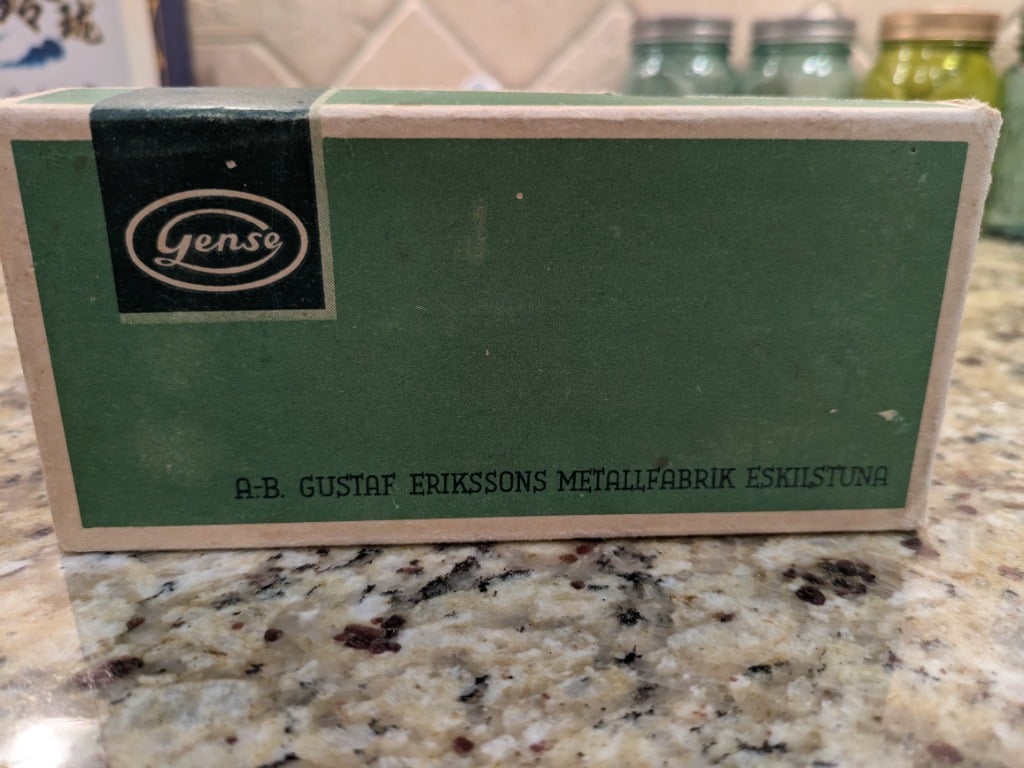 Gense
A-B. GUSTAF ERIKSSONS METALLFABRIK ESKILSTUNA